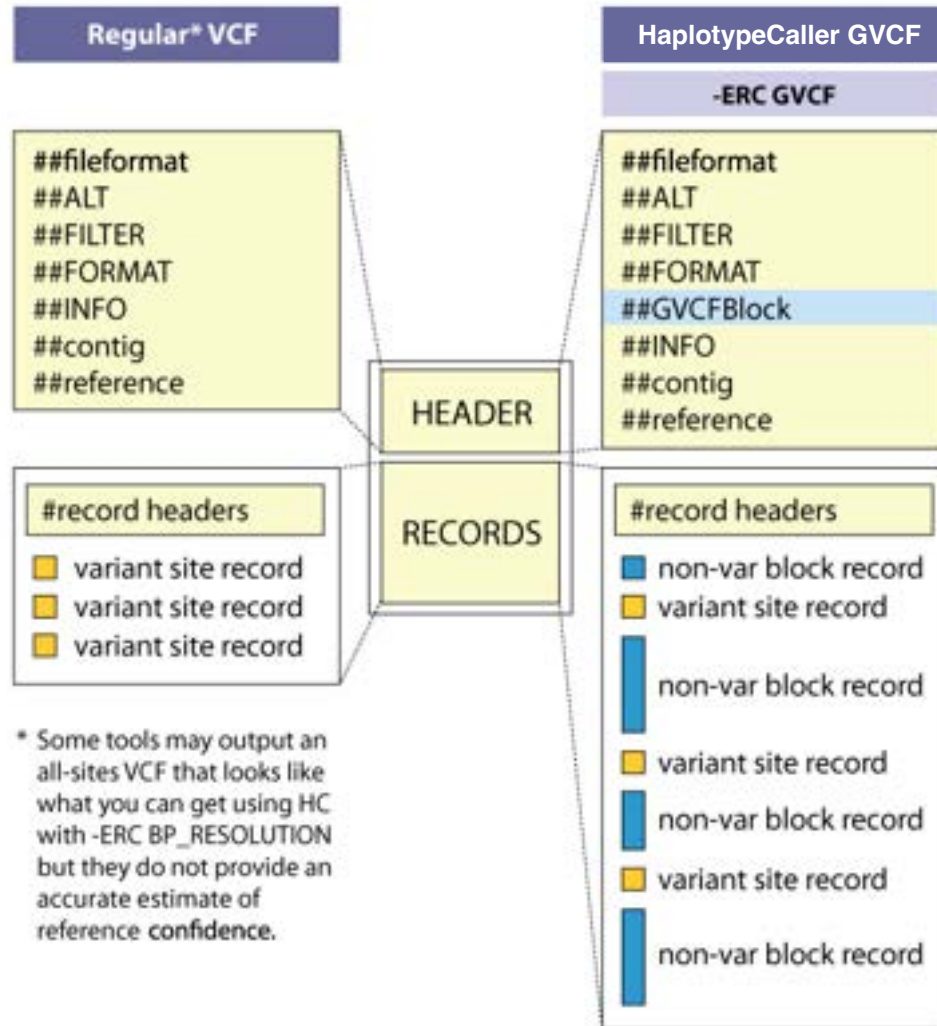 Regular* VCF
##fileformat
##ALT
##FILTER
##FORMAT
##INFO
##contig
##reference
#record headers
variant site record
variant site record
variant site record
* Some tools may output an
all-sites VCF that looks like
what you can get using HC
with -ERC BP_RESOLUTION
but they do not provide an
accurate estimate of
reference confidence.
HEADER
RECORDS
HaplotypeCaller GVCF
-ERC GVCF
##fileformat
##ALT
##FILTER
##FORMAT
##GVCFBlock
##INFO
##contig
##reference
#record headers
non-var block record
variant site record
non-var block record
variant site record
non-var block record
variant site record
non-var block record